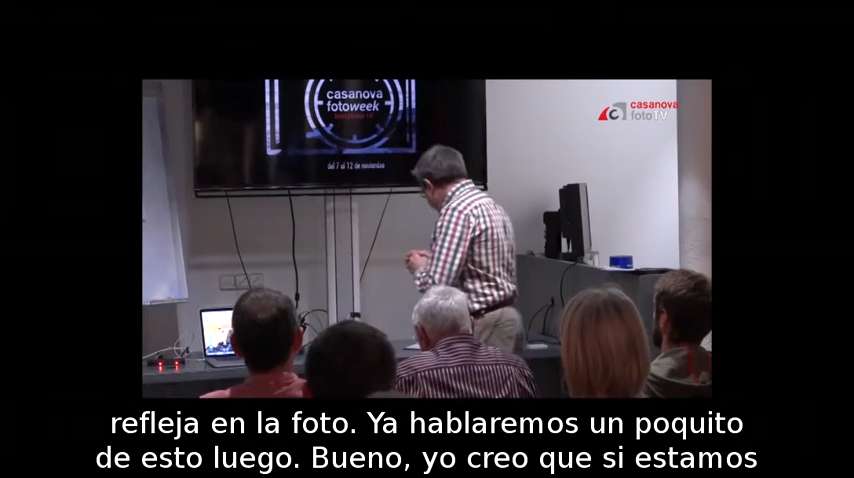 casanova
fotoweek
del 7 al 12 de noviembre
casanova
fotoTV
refleja en la foto. Ya hablaremos un poquito
de esto luego. Bueno, yo creo que si estamos